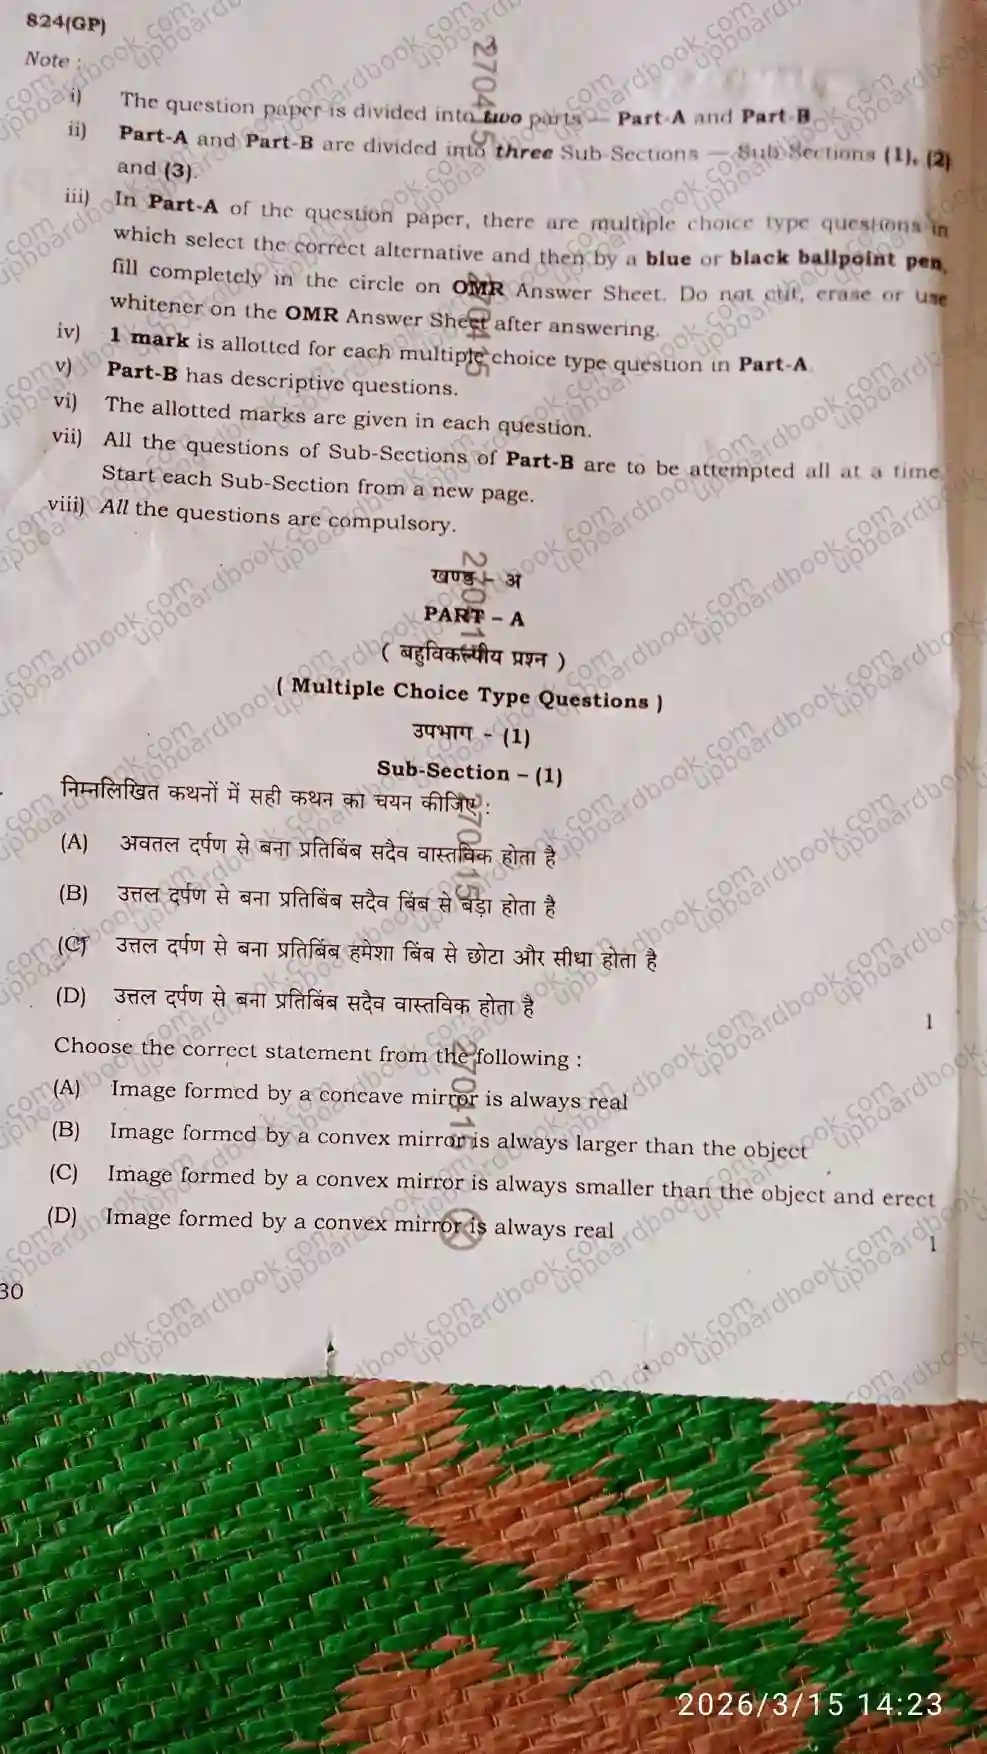 824(GP)
Note :
i) The question paper is divided into two parts — Part-A and Part-B.
ii) Part-A and Part-B are divided into three Sub-Sections — Sub-Sections (1), (2)
and (3).
iii) In Part-A of the question paper, there are multiple choice type questions in
which select the correct alternative and then by a blue or black ballpoint pen,
fill completely in the circle on OMR Answer Sheet. Do not cut, erase or use
whitener on the OMR Answer Sheet after answering.
iv) 1 mark is allotted for each multiple choice type question in Part-A.
v) Part-B has descriptive questions.
vi) The allotted marks are given in each question.
vii) All the questions of Sub-Sections of Part-B are to be attempted all at a time.
Start each Sub-Section from a new page.
viii) All the questions are compulsory.
खण्ड – अ
PART – A
( बहुविकल्पीय प्रश्न )
( Multiple Choice Type Questions )
उपभाग - (1)
Sub-Section – (1)
निम्नलिखित कथनों में सही कथन का चयन कीजिए :
(A) अवतल दर्पण से बना प्रतिबिंब सदैव वास्तविक होता है
(B) उत्तल दर्पण से बना प्रतिबिंब सदैव बिंब से बड़ा होता है
(C) उत्तल दर्पण से बना प्रतिबिंब हमेशा बिंब से छोटा और सीधा होता है
(D) उत्तल दर्पण से बना प्रतिबिंब सदैव वास्तविक होता है
1
Choose the correct statement from the following :
(A) Image formed by a concave mirror is always real
(B) Image formed by a convex mirror is always larger than the object
(C) Image formed by a convex mirror is always smaller than the object and erect
(D) Image formed by a convex mirror is always real
1
30
270415
270415
270415
270415
upboardbook.com
2026/3/15 14:23